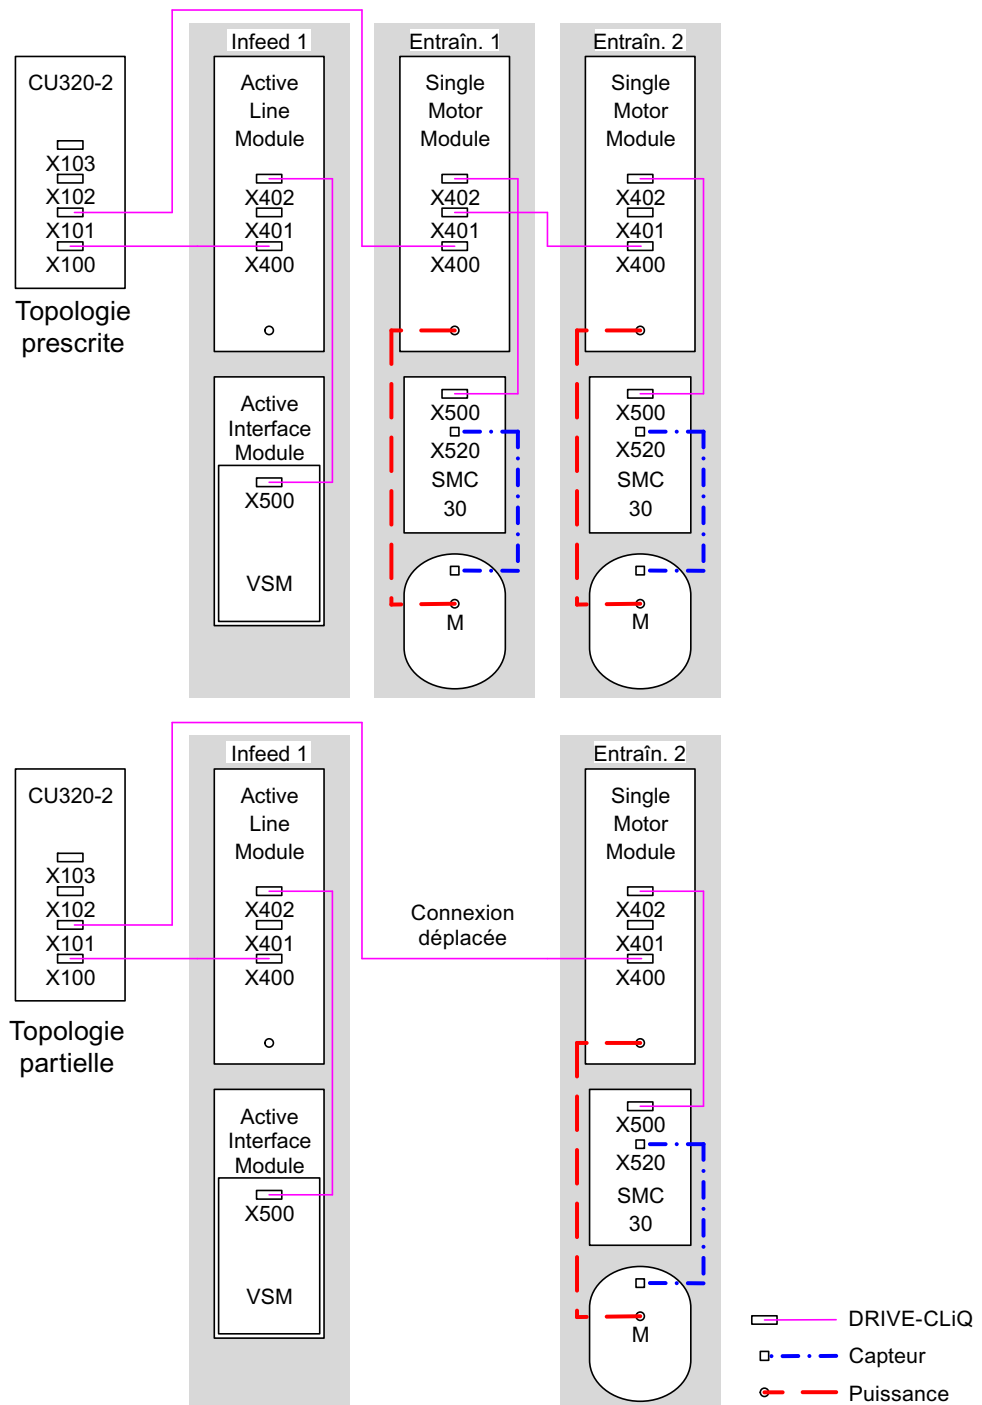 CU320-2
X103
X102
X101
X100
Topologie
prescrite
Infeed 1
Active
Line
Module
X402
X401
X400
Active
Interface
Module
X500
VSM
Entraîn. 1
Single
Motor
Module
X402
X401
X400
X500
X520
SMC
30
M
Entraîn. 2
Single
Motor
Module
X402
X401
X400
X500
X520
SMC
30
M
CU320-2
X103
X102
X101
X100
Topologie
partielle
Infeed 1
Active
Line
Module
X402
X401
X400
Active
Interface
Module
X500
VSM
Connexion
déplacée
Entraîn. 2
Single
Motor
Module
X402
X401
X400
X500
X520
SMC
30
M
DRIVE-CLiQ
Capteur
Puissance